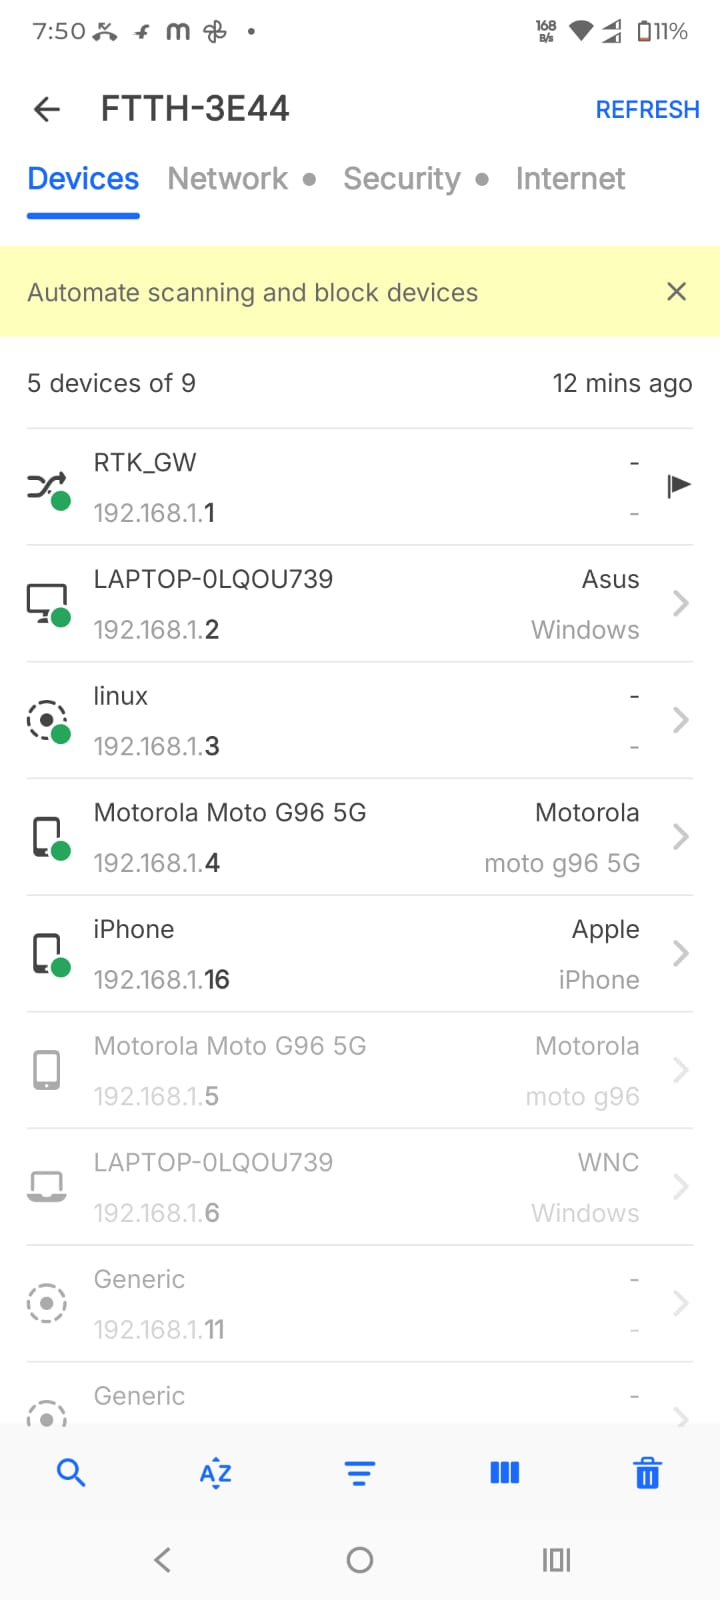 7:50
168
B/s
11%
FTTH-3E44
REFRESH
Devices Network Security Internet
Automate scanning and block devices
5 devices of 9
12 mins ago
RTK_GW -
192.168.1.1 -
LAPTOP-0LQOU739 Asus
192.168.1.2 Windows
linux -
192.168.1.3 -
Motorola Moto G96 5G Motorola
192.168.1.4 moto g96 5G
iPhone Apple
192.168.1.16 iPhone
Motorola Moto G96 5G Motorola
192.168.1.5 moto g96
LAPTOP-0LQOU739 WNC
192.168.1.6 Windows
Generic -
192.168.1.11 -
Generic -
AZ